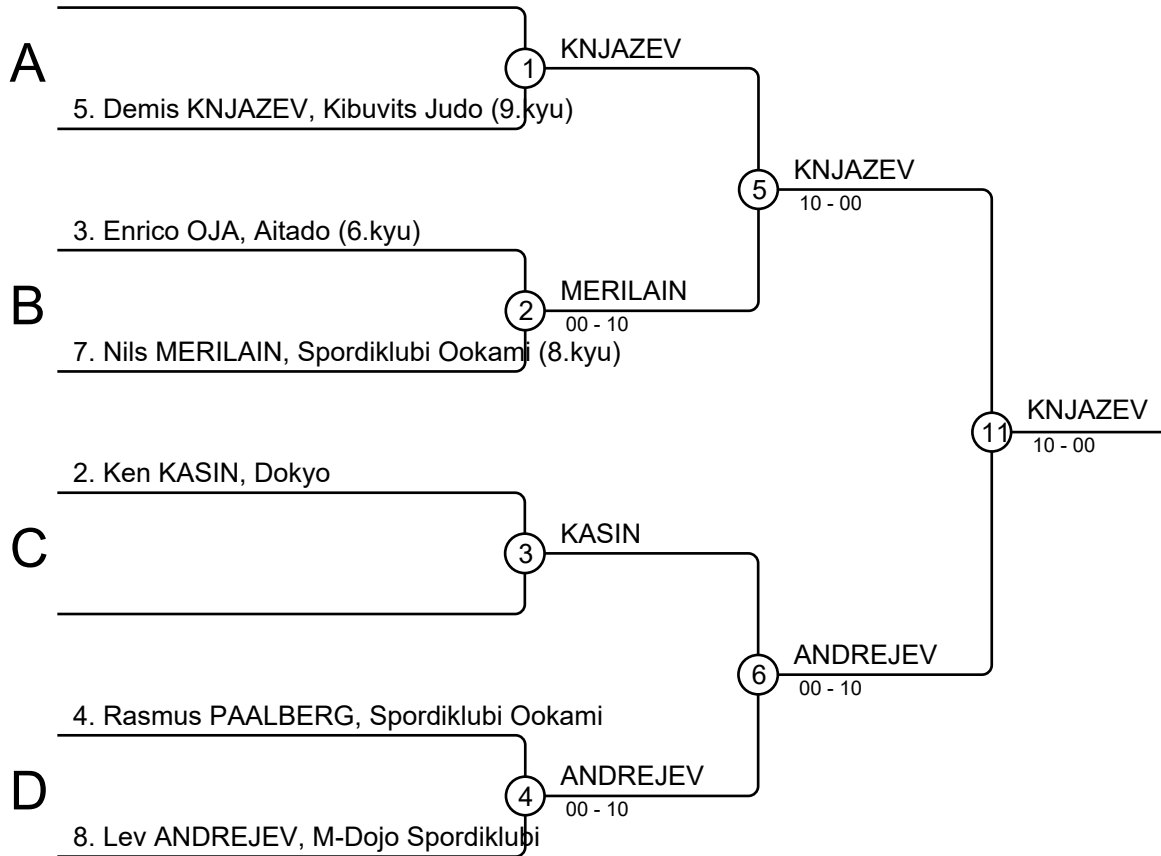 A
1
KNJAZEV
5. Demis KNJAZEV, Kibuvits Judo (9.kyu)
5
KNJAZEV
10 - 00
3. Enrico OJA, Aitado (6.kyu)
B
2
MERILAIN
00 - 10
7. Nils MERILAIN, Spordiklubi Ookami (8.kyu)
11
KNJAZEV
10 - 00
2. Ken KASIN, Dokyo
C
3
KASIN
6
ANDREJEV
00 - 10
4. Rasmus PAALBERG, Spordiklubi Ookami
D
4
ANDREJEV
00 - 10
8. Lev ANDREJEV, M-Dojo Spordiklubi